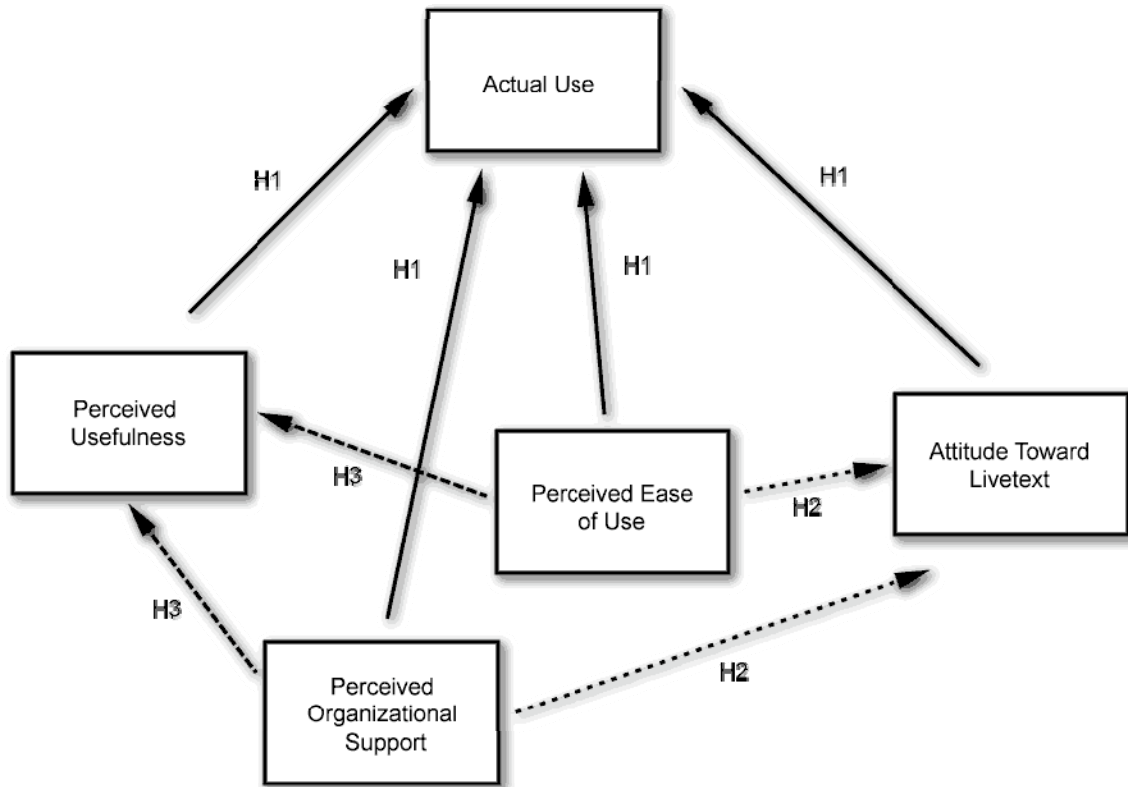 Actual Use
H1
H1
H1
H1
Perceived
Usefulness
H3
Perceived Ease
of Use
H2
Attitude Toward
Livetext
H3
Perceived
Organizational
Support
H2